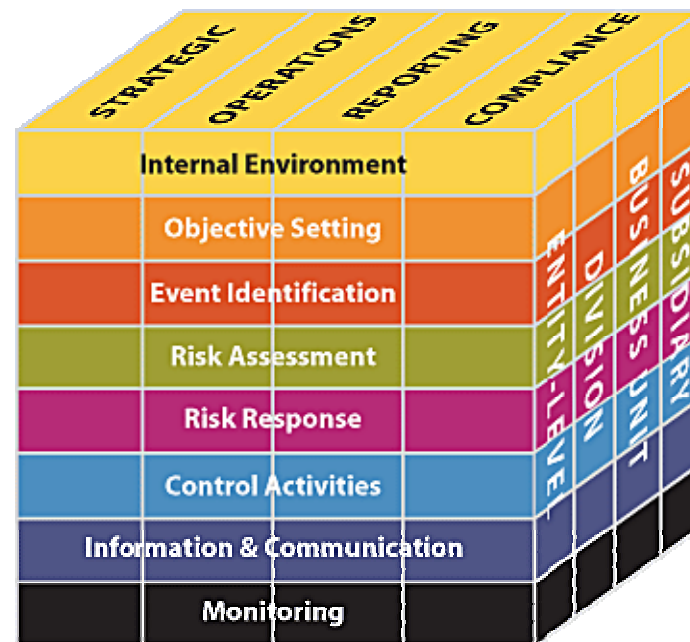 STRATEGIC
OPERATIONS
REPORTING
COMPLIANCE
Internal Environment
Objective Setting
Event Identification
Risk Assessment
Risk Response
Control Activities
Information & Communication
Monitoring
ENTITY-LEVEL
DIVISION
BUSINESS UNIT
SUBSIDIARY